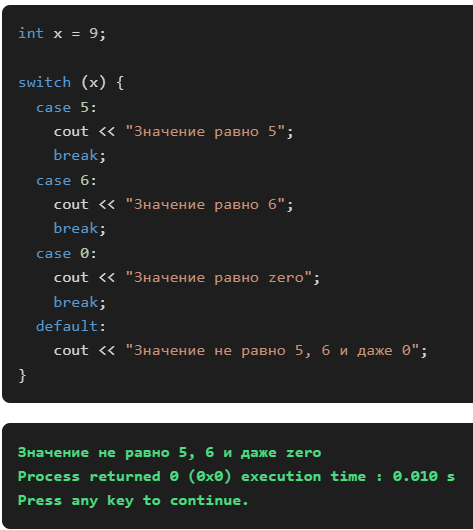 int x = 9;
switch (x) {
case 5:
cout << "Значение равно 5";
break;
case 6:
cout << "Значение равно 6";
break;
case 0:
cout << "Значение равно zero";
break;
default:
cout << "Значение не равно 5, 6 и даже 0";
}
Значение не равно 5, 6 и даже zero
Process returned 0 (0x0) execution time : 0.010 s
Press any key to continue.